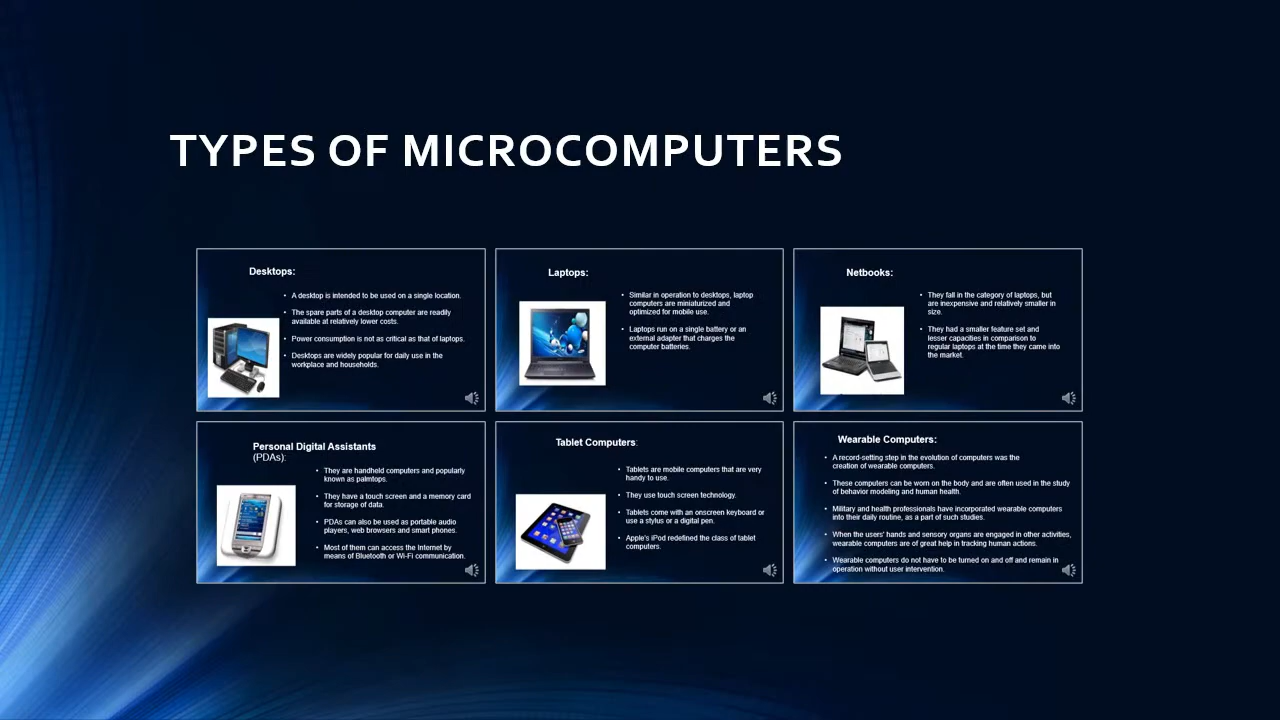 TYPES OF MICROCOMPUTERS
Desktops:
• A desktop is intended to be used on a single location.
• The spare parts of a desktop computer are readily
available at relatively lower costs.
• Power consumption is not as critical as that of laptops.
• Desktops are widely popular for daily use in the
workplace and households.
Laptops:
• Similar in operation to desktops, laptop
computers are miniaturized and
optimized for mobile use.
• Laptops run on a single battery or an
external adapter that charges the
computer batteries.
Netbooks:
• They fall in the category of laptops, but
are inexpensive and relatively smaller in
size.
• They had a smaller feature set and
lesser capacities in comparison to
regular laptops at the time they came into
the market.
Personal Digital Assistants
(PDAs):
• They are handheld computers and popularly
known as palmtops.
• They have a touch screen and a memory card
for storage of data.
• PDAs can also be used as portable audio
players, web browsers and smart phones.
• Most of them can access the Internet by
means of Bluetooth or Wi-Fi communication.
Tablet Computers:
• Tablets are mobile computers that are very
handy to use.
• They use touch screen technology.
• Tablets come with an onscreen keyboard or
use a stylus or a digital pen.
• Apple's iPod redefined the class of tablet
computers.
Wearable Computers:
• A record-setting step in the evolution of computers was the
creation of wearable computers.
• These computers can be worn on the body and are often used in the study
of behavior modeling and human health.
• Military and health professionals have incorporated wearable computers
into their daily routine, as a part of such studies.
• When the users' hands and sensory organs are engaged in other activities,
wearable computers are of great help in tracking human actions.
• Wearable computers do not have to be turned on and off and remain in
operation without user intervention.